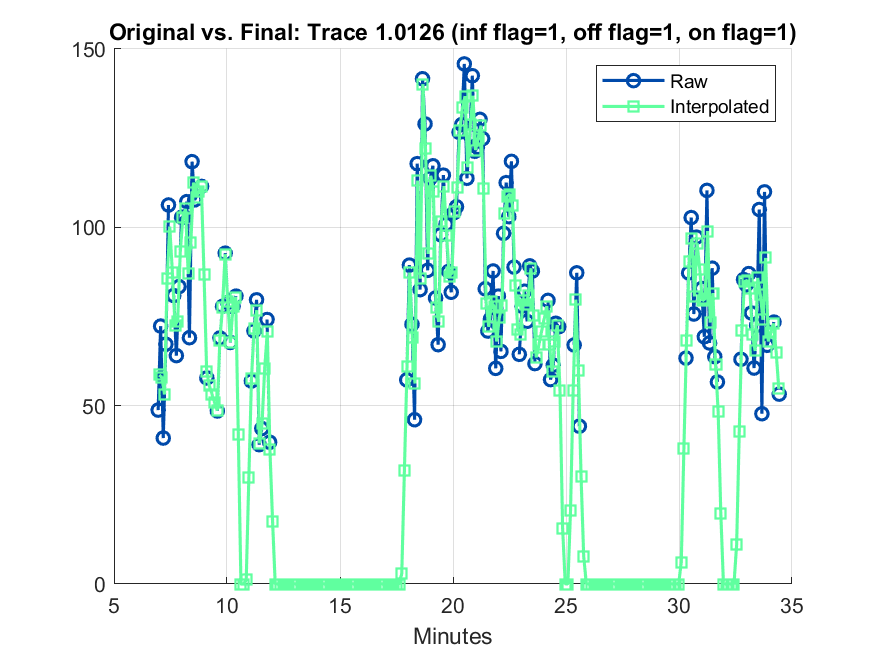 Original vs. Final: Trace 1.0126 (inf flag=1, off flag=1, on flag=1)
150
Raw
Interpolated
100
50
0
5 10 15 20 25 30 35
Minutes